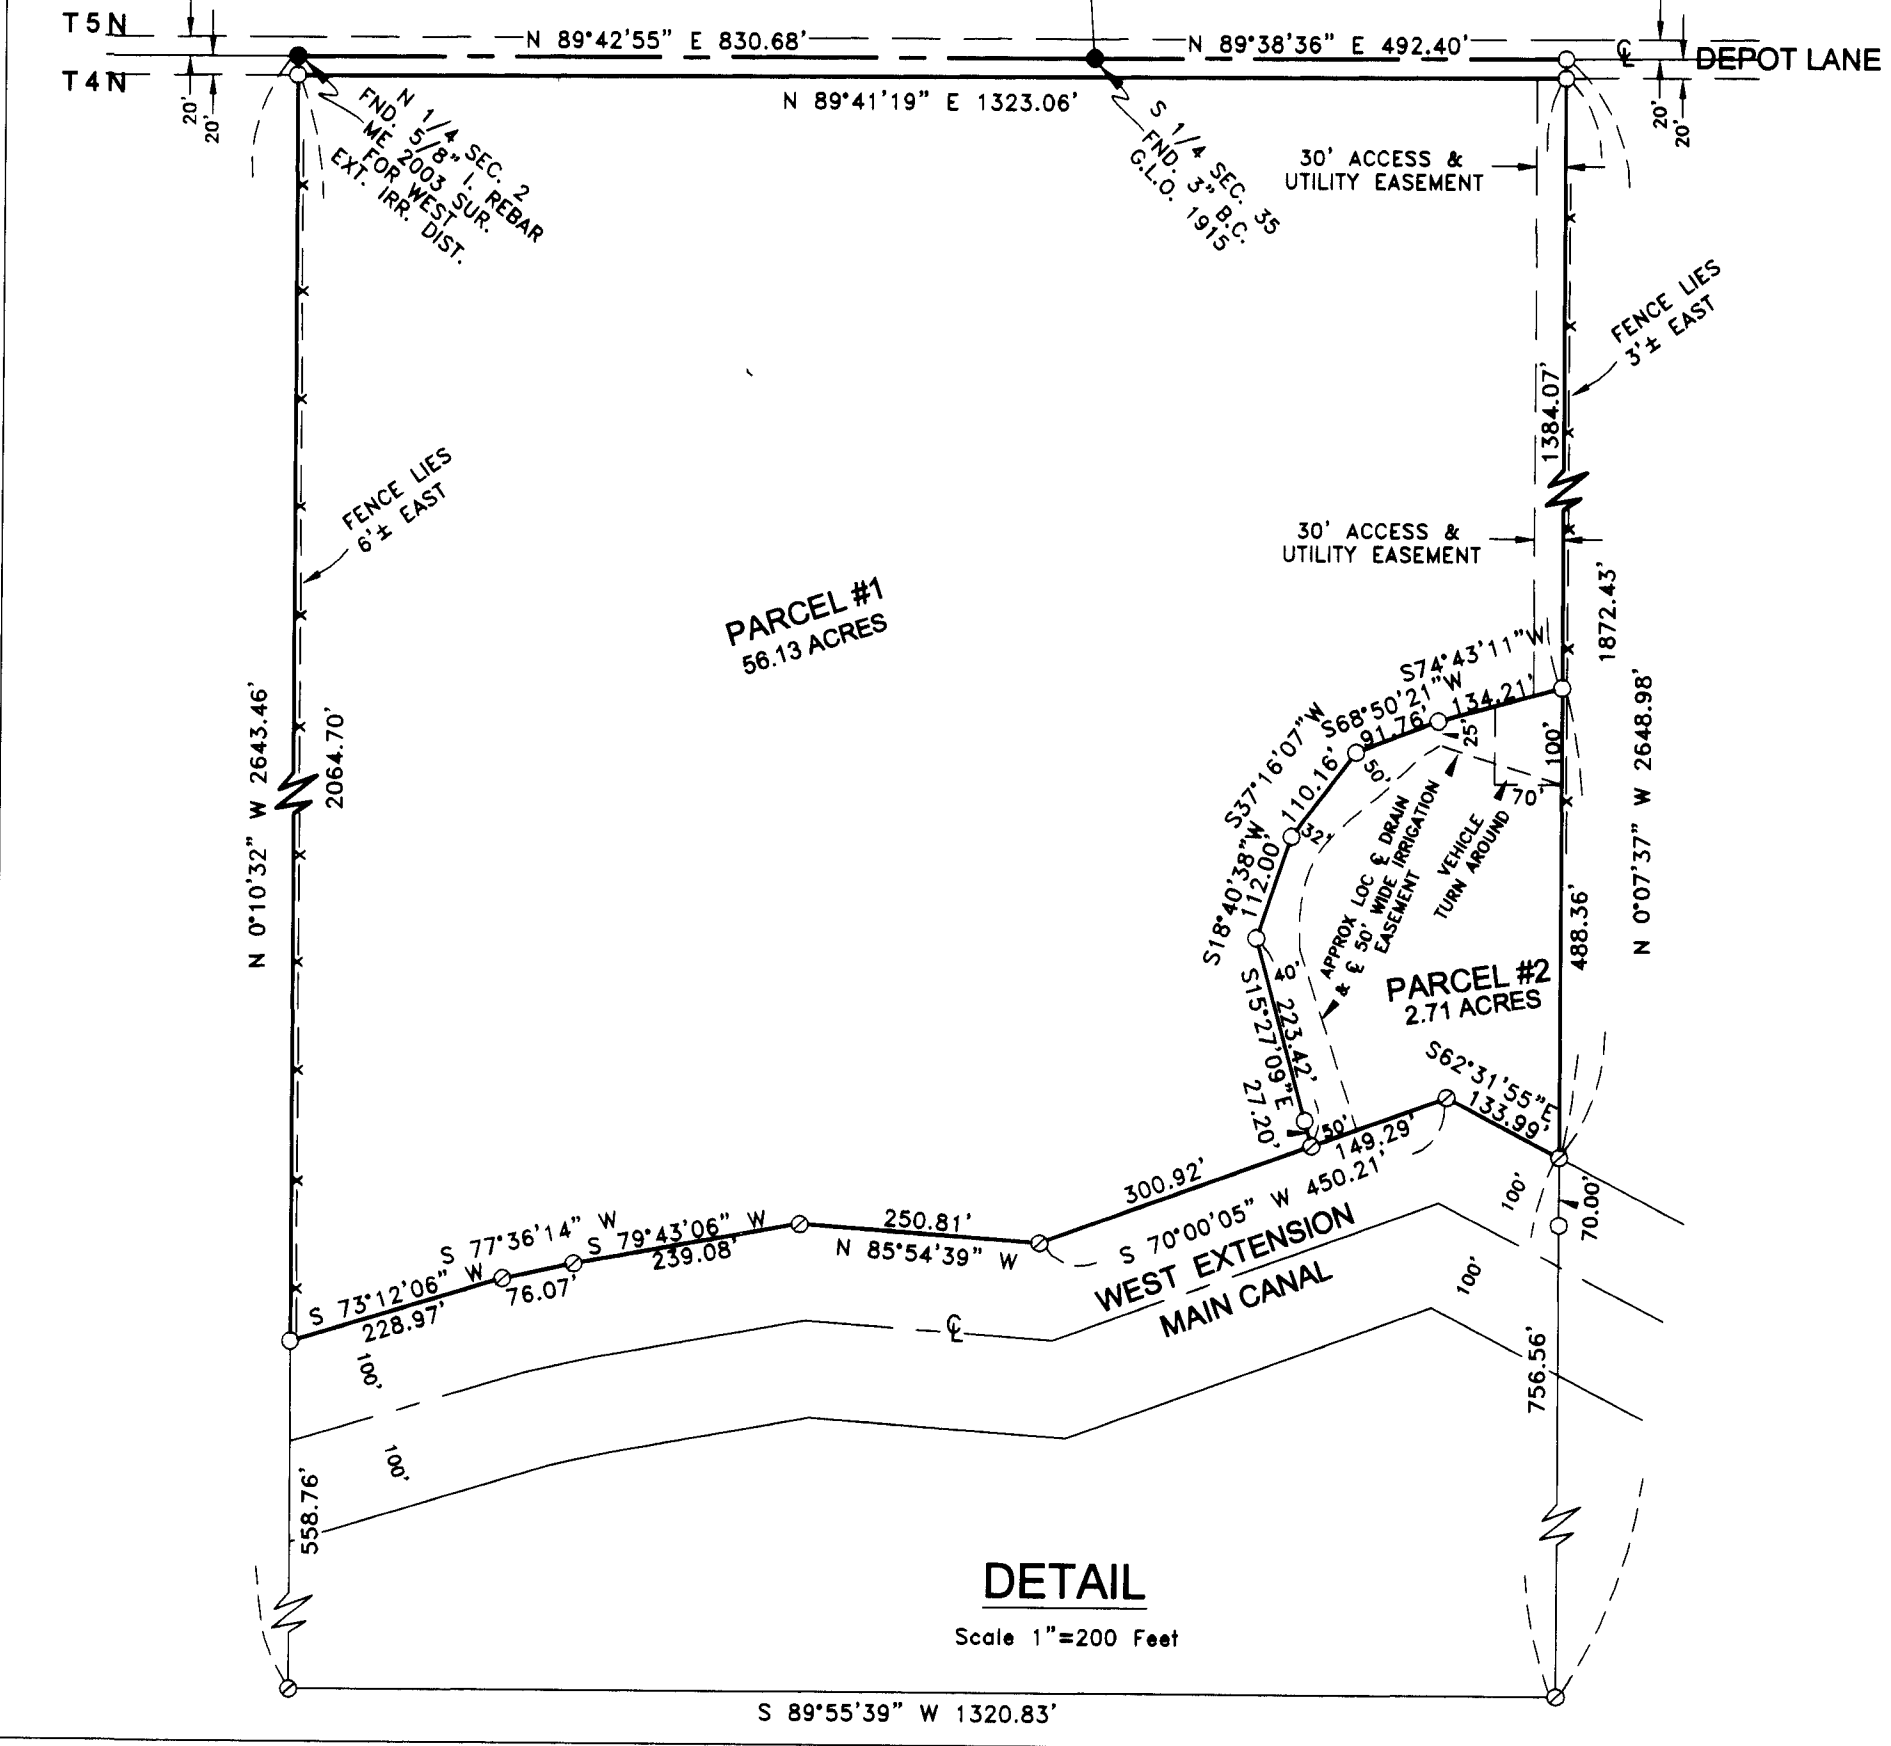 T5N
N 89°42'55" E 830.68'
N 89°38'36" E 492.40'
℄
DEPOT LANE
T4N
20'
20'
N 89°41'19" E 1323.06'
20'
20'
N 1/4 SEC. 2
FND. 5/8" I. REBAR
ME 2003 SUR.
FOR WEST
EXT. IRR. DIST.
S 1/4 SEC. 35
FND. 3" B.C.
G.L.O. 1915
30' ACCESS &
UTILITY EASEMENT
FENCE LIES
3'± EAST
1384.07'
FENCE LIES
6'± EAST
30' ACCESS &
UTILITY EASEMENT
PARCEL #1
56.13 ACRES
1872.43'
N 0°10'32" W 2643.46'
2064.70'
N 0°07'37" W 2648.98'
S74°43'11"W
134.21'
S68°50'21"W
91.76'
S37°16'07"W
110.16'
S18°40'38"W
112.00'
25'
50'
32'
100'
70'
APPROX LOC ℄ DRAIN
& ℄ 50' WIDE IRRIGATION
EASEMENT
VEHICLE
TURN AROUND
488.36'
40'
S15°27'09"E
223.42'
27.20'
PARCEL #2
2.71 ACRES
S62°31'55"E
133.99'
50'
149.29'
S 70°00'05" W 450.21'
300.92'
250.81'
N 85°54'39" W
S 79°43'06" W
239.08'
S 77°36'14" W
76.07'
S 73°12'06" W
228.97'
WEST EXTENSION
MAIN CANAL
℄
100'
70.00'
100'
100'
100'
756.56'
558.76'
DETAIL
Scale 1"=200 Feet
S 89°55'39" W 1320.83'